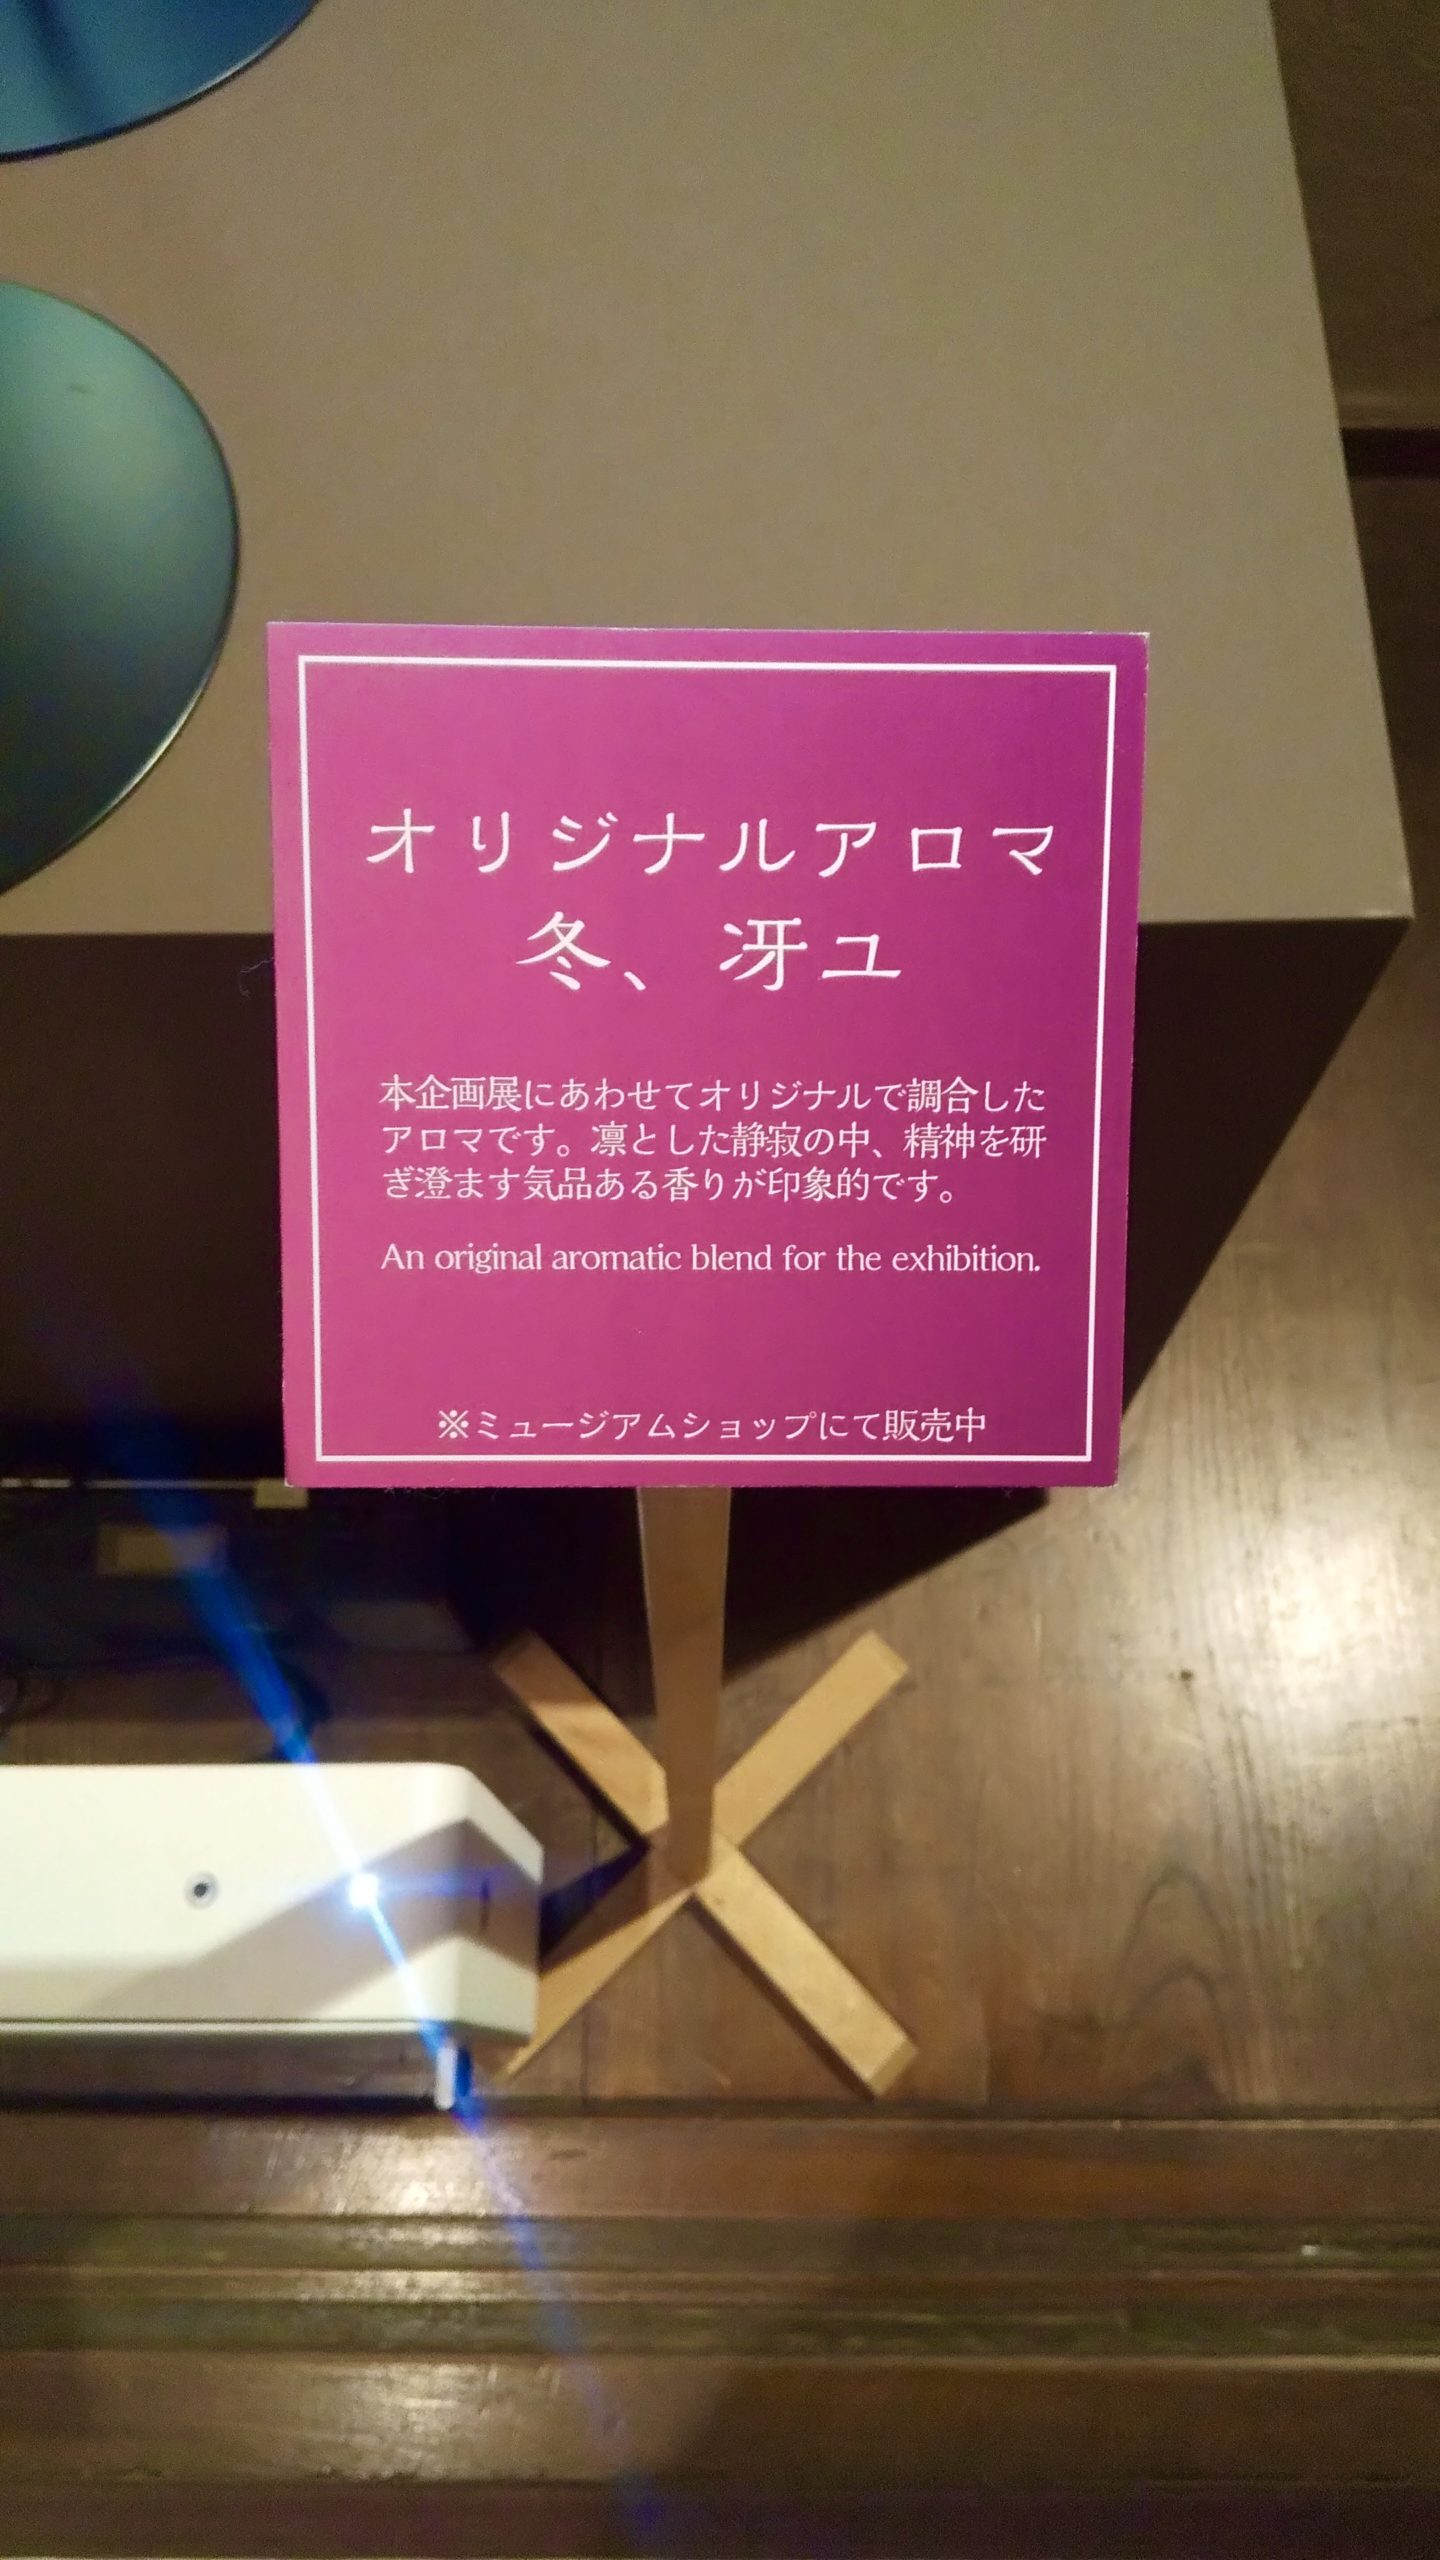 オリジナルアロマ
冬、冴ユ
本企画展にあわせてオリジナルで調合した
アロマです。凛とした静寂の中、精神を研
ぎ澄ます気品ある香りが印象的です。
An original aromatic blend for the exhibition.
※ミュージアムショップにて販売中